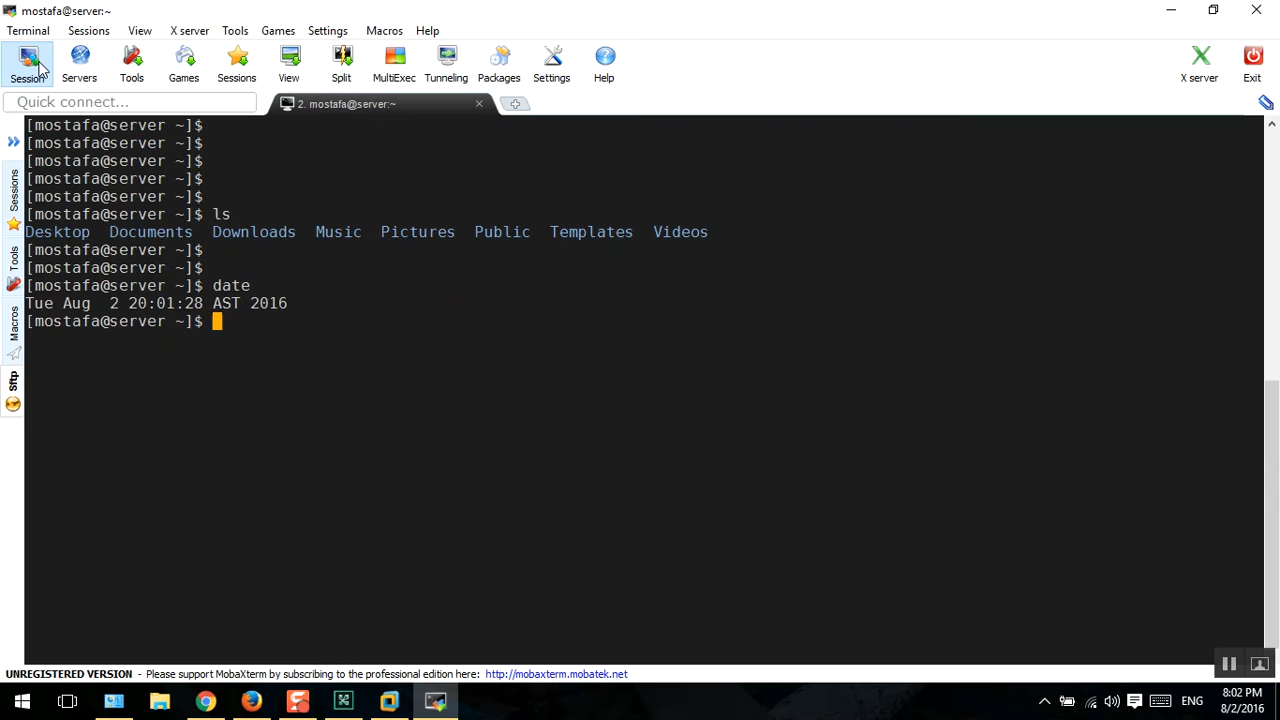 mostafa@server:~
Terminal Sessions View X server Tools Games Settings Macros Help
Session Servers Tools Games Sessions View Split MultiExec Tunneling Packages Settings Help X server Exit
Quick connect... 2. mostafa@server:~
[mostafa@server ~]$
[mostafa@server ~]$
[mostafa@server ~]$
[mostafa@server ~]$
[mostafa@server ~]$
[mostafa@server ~]$ ls
Desktop Documents Downloads Music Pictures Public Templates Videos
[mostafa@server ~]$
[mostafa@server ~]$
[mostafa@server ~]$ date
Tue Aug  2 20:01:28 AST 2016
[mostafa@server ~]$
Sessions
Tools
Macros
Sftp
UNREGISTERED VERSION - Please support MobaXterm by subscribing to the professional edition here: http://mobaxterm.mobatek.net
ENG
8:02 PM
8/2/2016